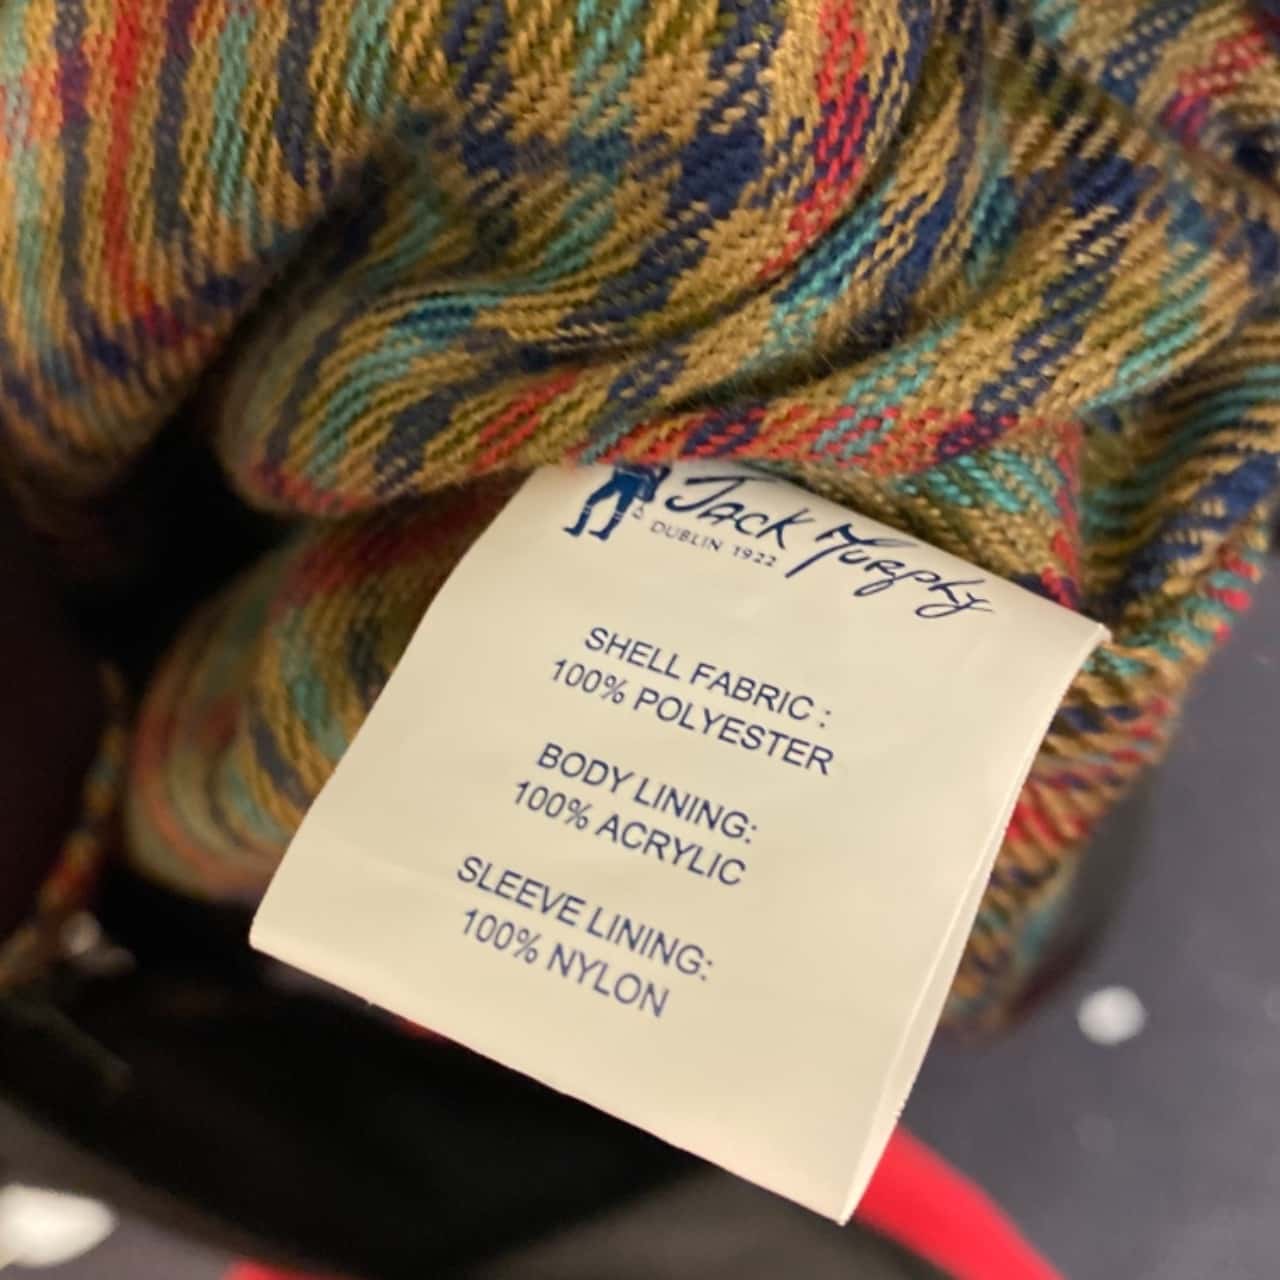 Jack Murphy
DUBLIN 1922
SHELL FABRIC :
100% POLYESTER
BODY LINING:
100% ACRYLIC
SLEEVE LINING:
100% NYLON